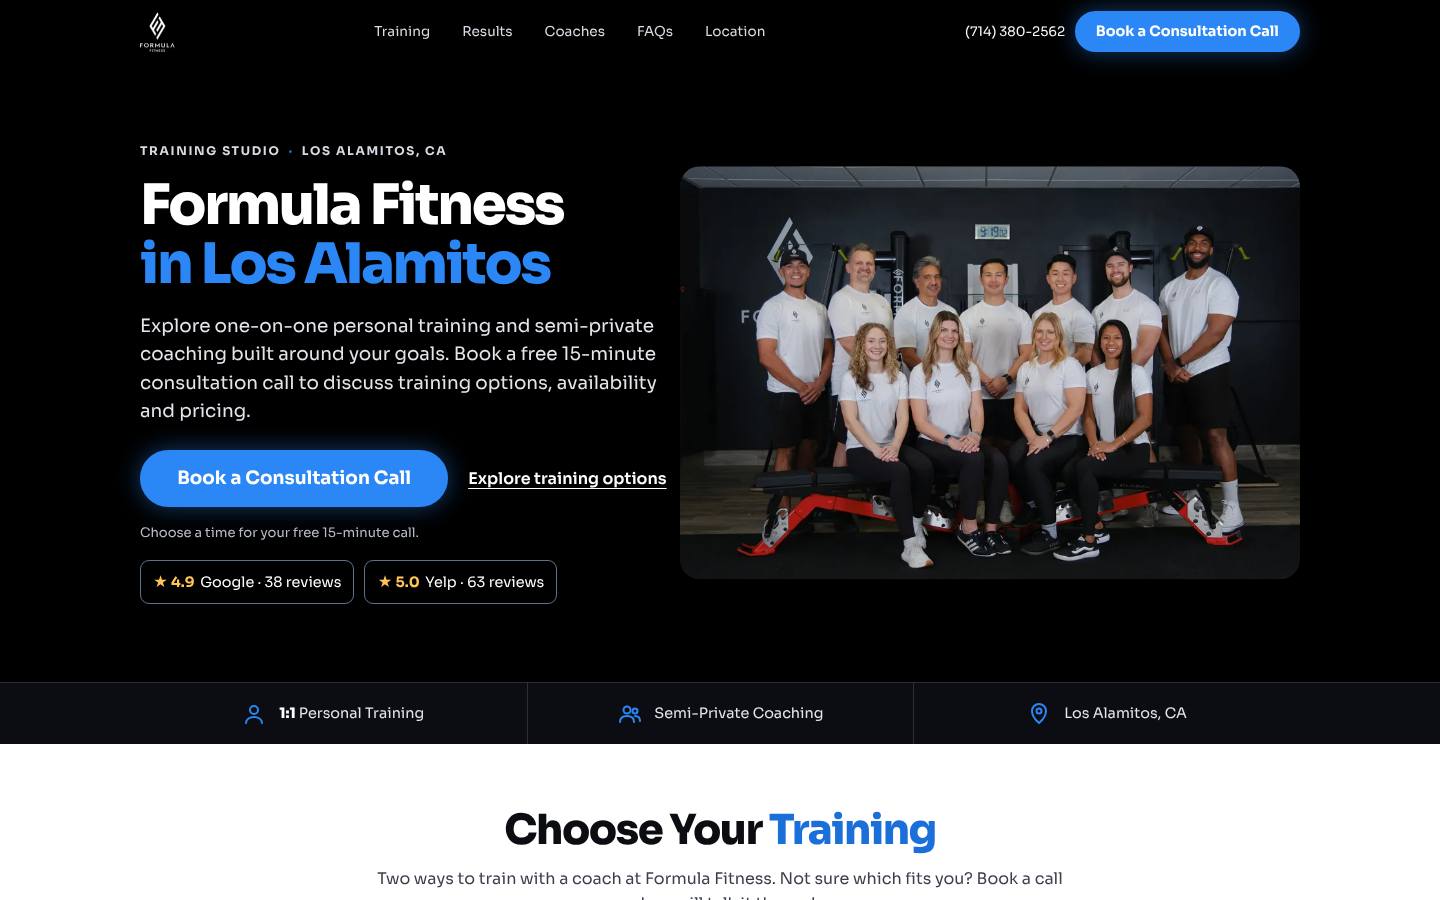 FORMULA
FITNESS
Training
Results
Coaches
FAQs
Location
(714) 380-2562
Book a Consultation Call
TRAINING STUDIO · LOS ALAMITOS, CA
Formula Fitness
in Los Alamitos
Explore one-on-one personal training and semi-private
coaching built around your goals. Book a free 15-minute
consultation call to discuss training options, availability
and pricing.
Book a Consultation Call
Explore training options
Choose a time for your free 15-minute call.
★ 4.9 Google · 38 reviews
★ 5.0 Yelp · 63 reviews
FO
FOR
1:1 Personal Training
Semi-Private Coaching
Los Alamitos, CA
Choose Your Training
Two ways to train with a coach at Formula Fitness. Not sure which fits you? Book a call